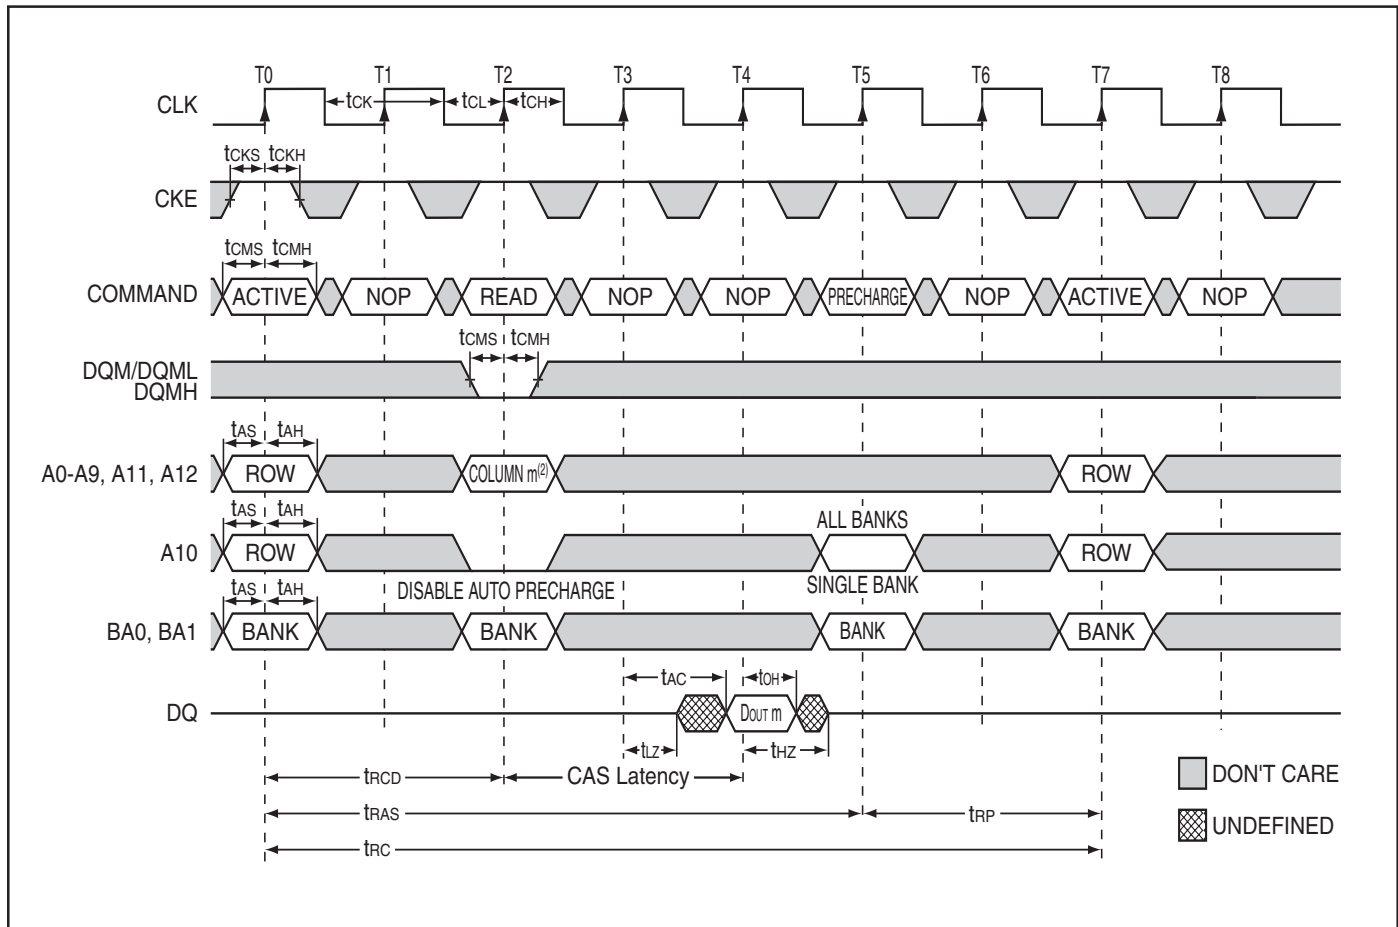 T0 T1 T2 T3 T4 T5 T6 T7 T8
CLK tCK tCL tCH
tCKS tCKH
CKE
tCMS tCMH
COMMAND ACTIVE NOP READ NOP NOP PRECHARGE NOP ACTIVE NOP
tCMS tCMH
DQM/DQML
DQMH
tAS tAH
A0-A9, A11, A12 ROW COLUMN m(2) ROW
tAS tAH ALL BANKS
A10 ROW ROW
DISABLE AUTO PRECHARGE SINGLE BANK
tAS tAH
BA0, BA1 BANK BANK BANK BANK
tAC tOH
DQ DOUT m
tLZ tHZ
tRCD CAS Latency
DON'T CARE
tRAS tRP
UNDEFINED
tRC